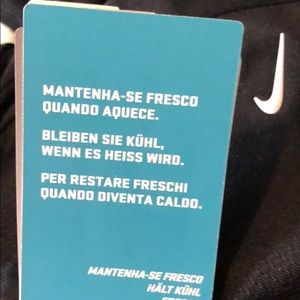 MANTENHA-SE FRESCO
QUANDO AQUECE.
BLEIBEN SIE KÜHL,
WENN ES HEISS WIRD.
PER RESTARE FRESCHI
QUANDO DIVENTA CALDO.
MANTENHA-SE FRESCO
HÄLT KÜHL